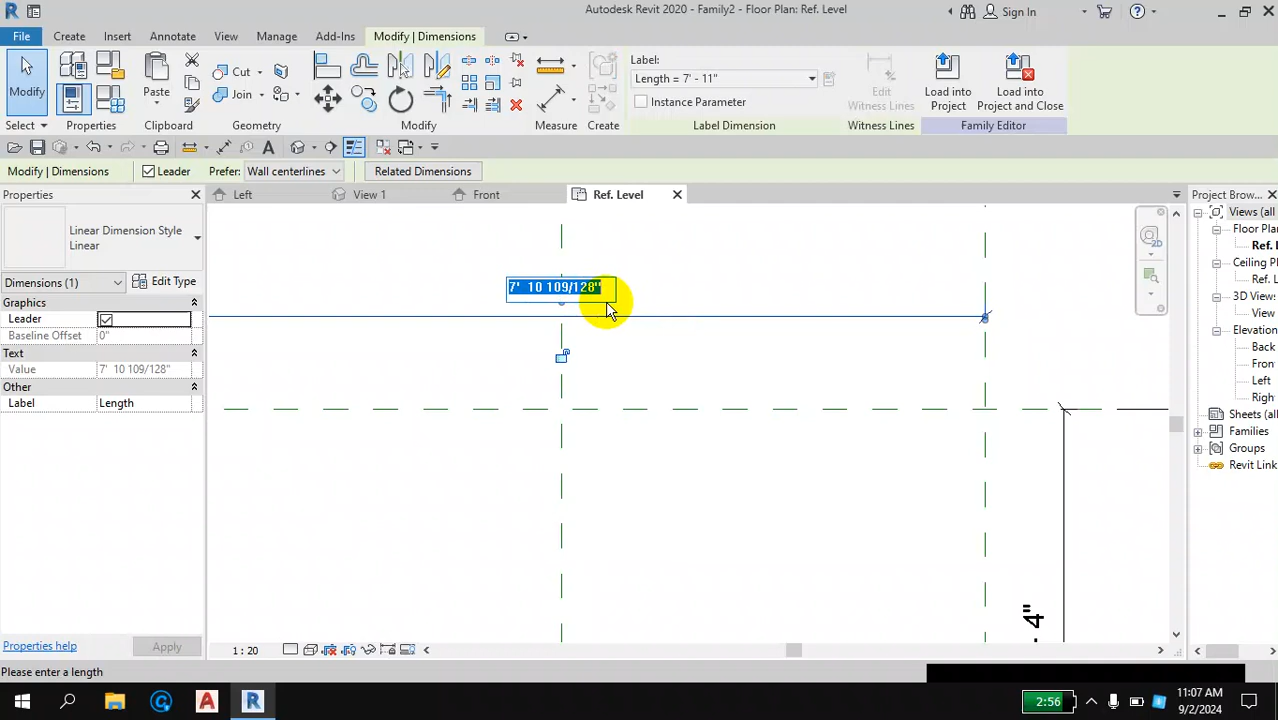 Autodesk Revit 2020 - Family2 - Floor Plan: Ref. Level
Sign In
File Create Insert Annotate View Manage Add-Ins Modify | Dimensions
Modify
Paste
Cut
Join
Edit
Witness Lines
Label:
Length = 7' - 11"
Instance Parameter
Load into
Project
Load into
Project and Close
Select Properties Clipboard Geometry Modify Measure Create Label Dimension Witness Lines Family Editor
Modify | Dimensions Leader Prefer: Wall centerlines Related Dimensions
Properties
Left View 1 Front Ref. Level
Project Brow...
Linear Dimension Style
Linear
Dimensions (1) Edit Type
Graphics
Leader
Baseline Offset 0"
Text
Value 7' 10 109/128"
Other
Label Length
Properties help Apply
7' 10 109/128"
2D
4"
Views (all
Floor Plan
Ref. L
Ceiling P
Ref. L
3D Views
View
Elevation
Back
Front
Left
Righ
Sheets (all
Families
Groups
Revit Link
1 : 20
Please enter a length
2:56
11:07 AM
9/2/2024